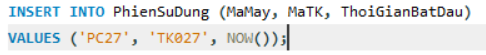 INSERT INTO PhienSuDung (MaMay, MaTK, ThoiGianBatDau)
VALUES ('PC27', 'TK027', NOW());